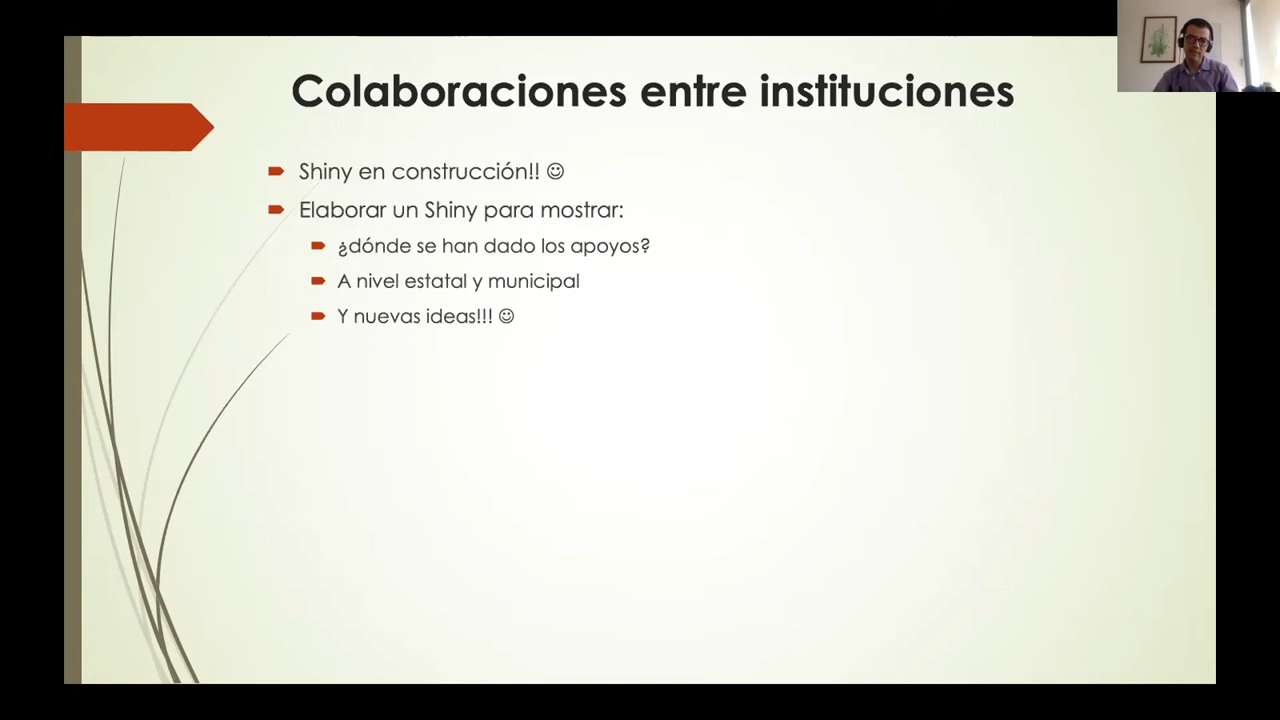 Colaboraciones entre instituciones
Shiny en construcción!! ☺
Elaborar un Shiny para mostrar:
¿dónde se han dado los apoyos?
A nivel estatal y municipal
Y nuevas ideas!!! ☺